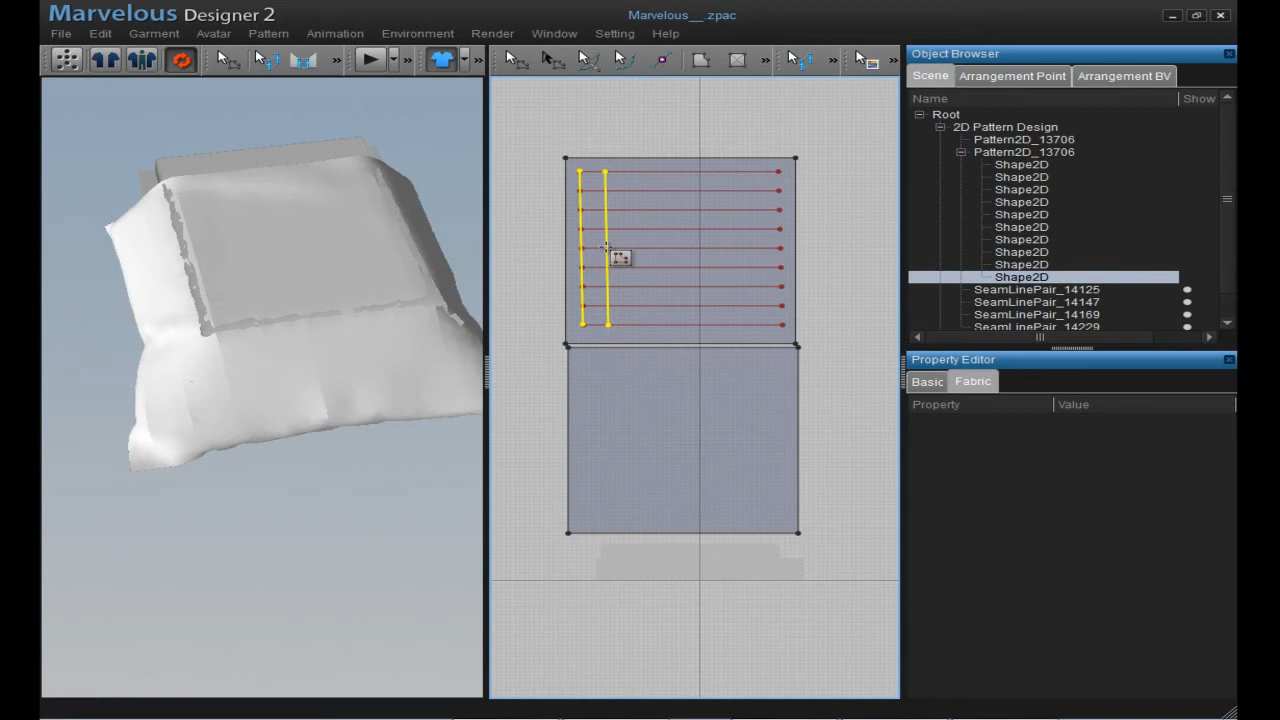 Marvelous Designer 2
Marvelous__.zpac
File Edit Garment Avatar Pattern Animation Environment Render Window Setting Help
Object Browser
Scene Arrangement Point Arrangement BV
Name Show
Root
2D Pattern Design
Pattern2D_13706
Pattern2D_13706
Shape2D
Shape2D
Shape2D
Shape2D
Shape2D
Shape2D
Shape2D
Shape2D
Shape2D
Shape2D
SeamLinePair_14125
SeamLinePair_14147
SeamLinePair_14169
SeamLinePair_14229
Property Editor
Basic Fabric
Property Value